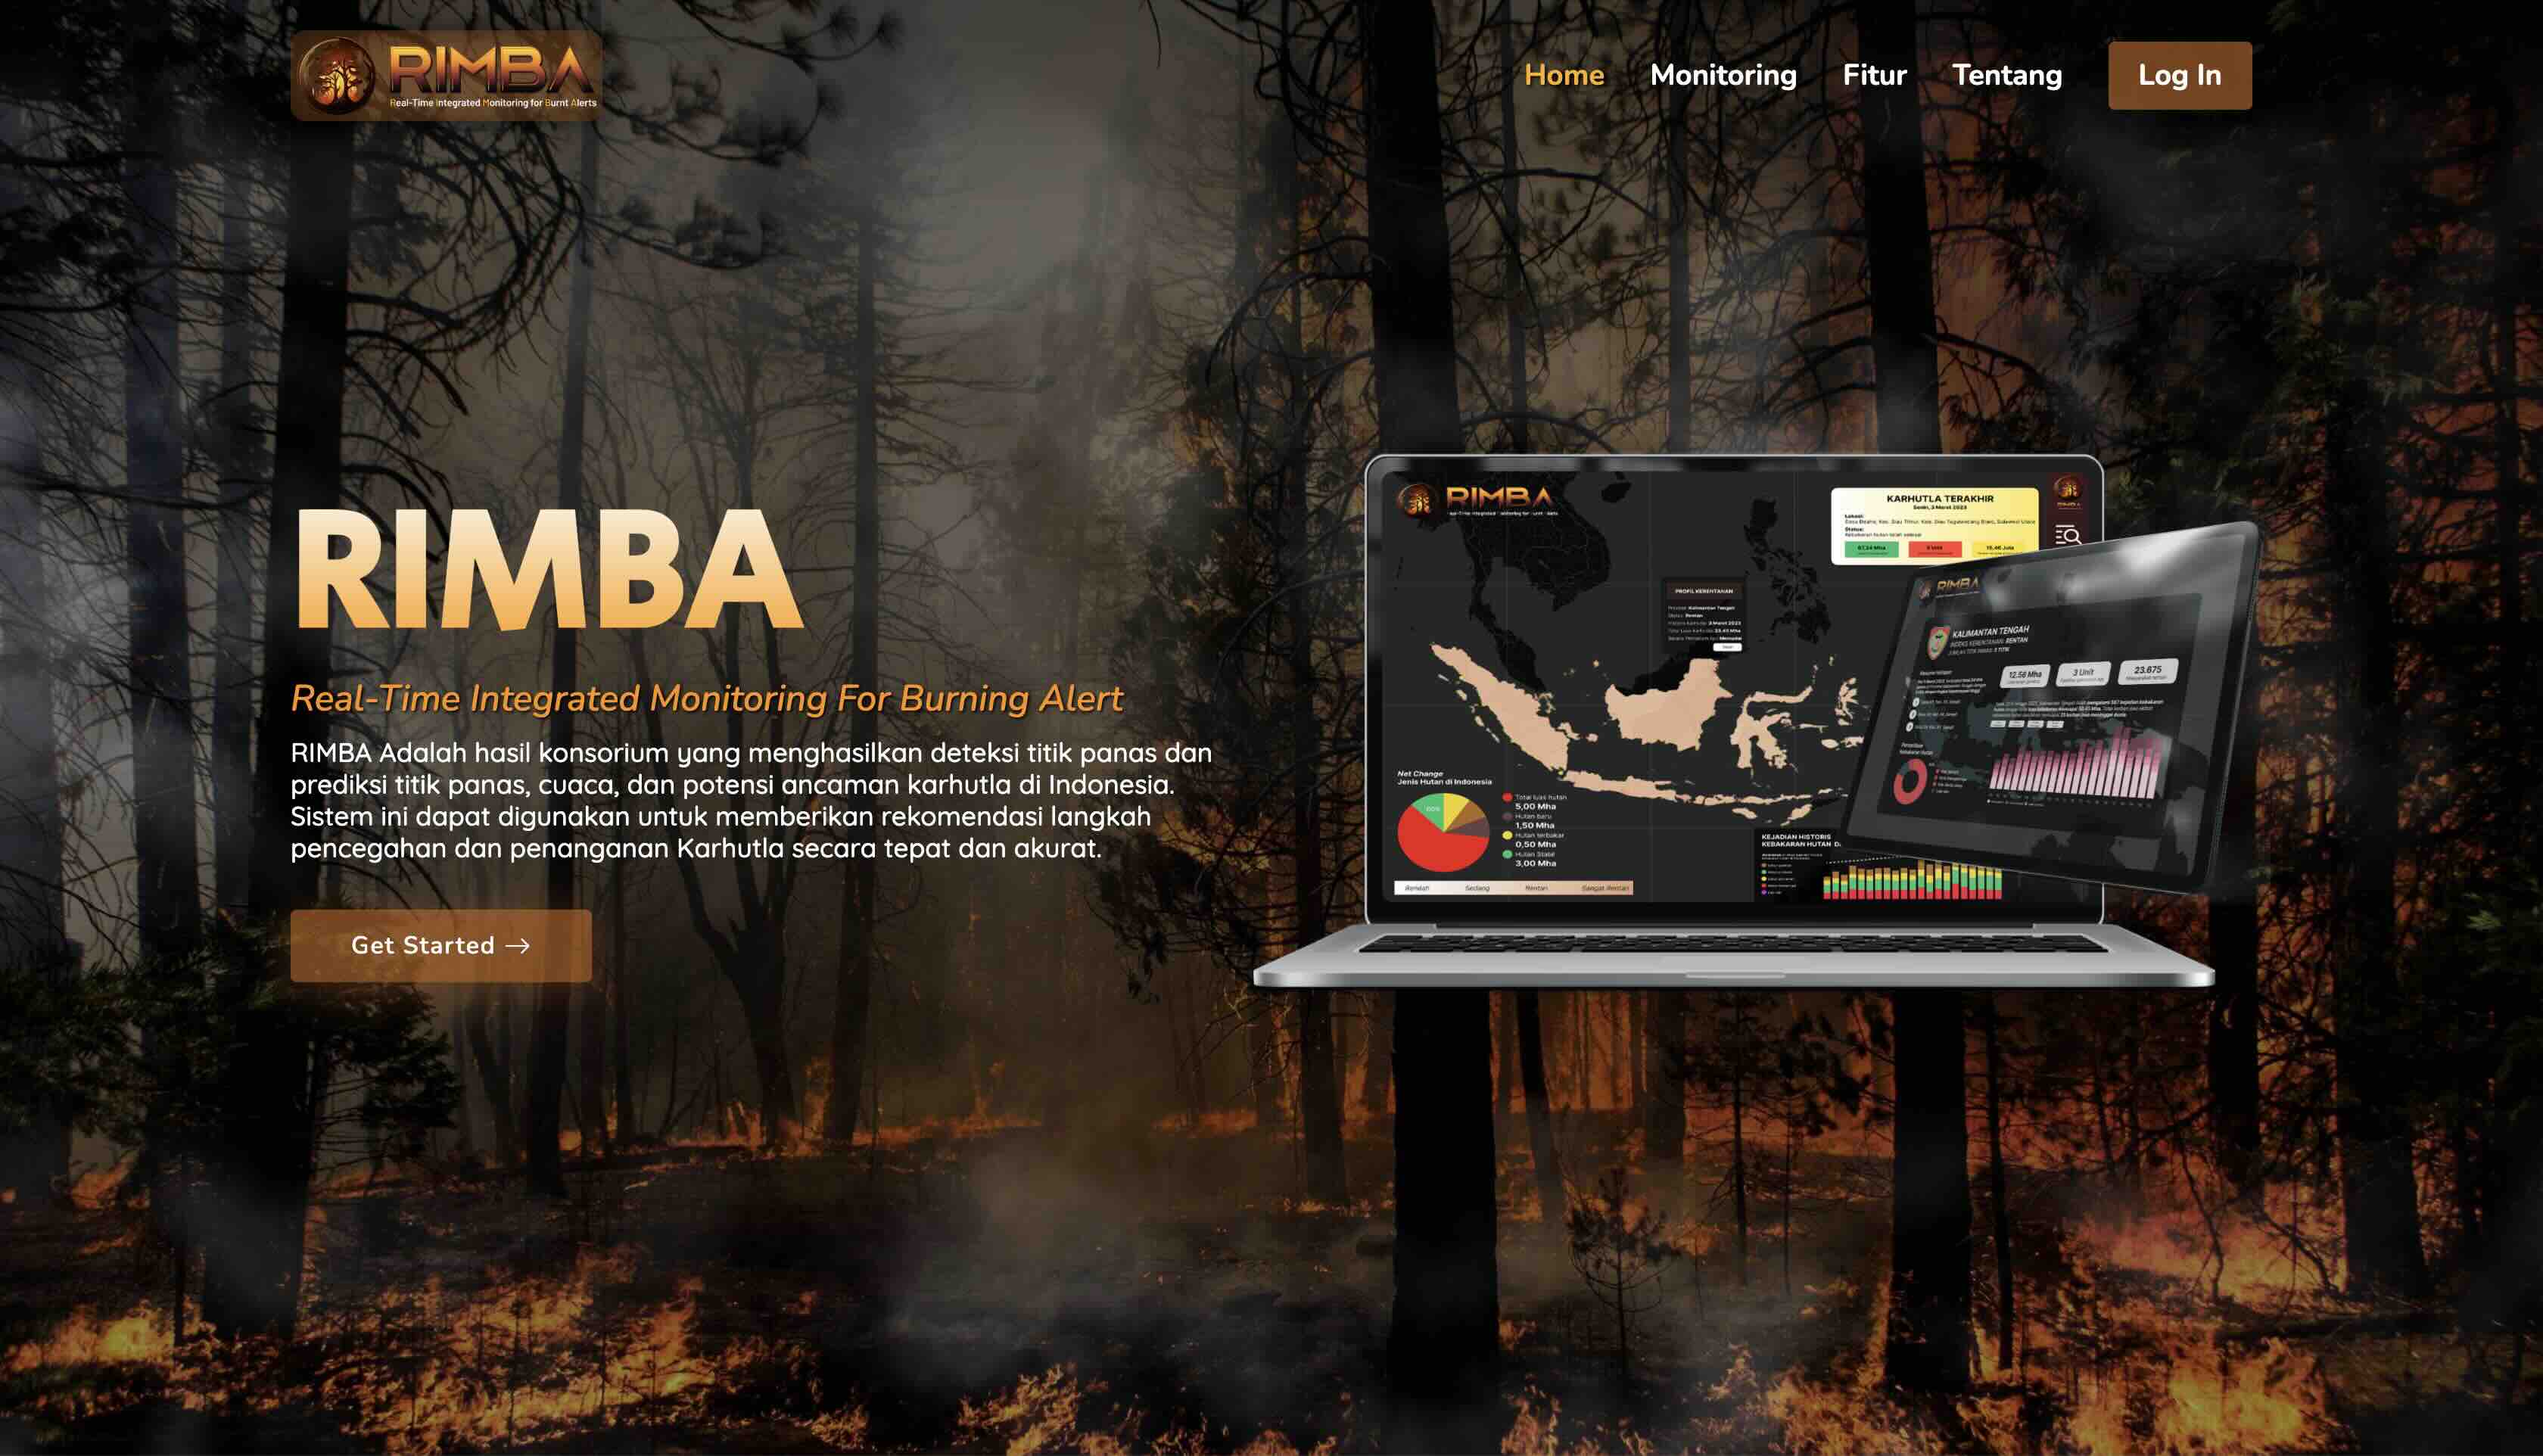 RIMBA
Real-Time Integrated Monitoring for Burnt Alerts
Home Monitoring Fitur Tentang Log In
RIMBA
Real-Time Integrated Monitoring For Burning Alert
RIMBA Adalah hasil konsorium yang menghasilkan deteksi titik panas dan
prediksi titik panas, cuaca, dan potensi ancaman karhutla di Indonesia.
Sistem ini dapat digunakan untuk memberikan rekomendasi langkah
pencegahan dan penanganan Karhutla secara tepat dan akurat.
Get Started →
RIMBA
KARHUTLA TERAKHIR
Senin, 3 Maret 2023
Lokasi:
Status:
PROFIL KERENTANAN
Net Change
Jenis Hutan di Indonesia
Total luas hutan
5,00 Mha
Hutan baru
1,50 Mha
Hutan terbakar
0,50 Mha
Hutan Stabil
3,00 Mha
Rendah Sedang Rentan Sangat Rentan
KEJADIAN HISTORIS
KEBAKARAN HUTAN D
RIMBA
KALIMANTAN TENGAH
INDEKS KERENTANAN: RENTAN
12.56 Mha
3 Unit
23.675